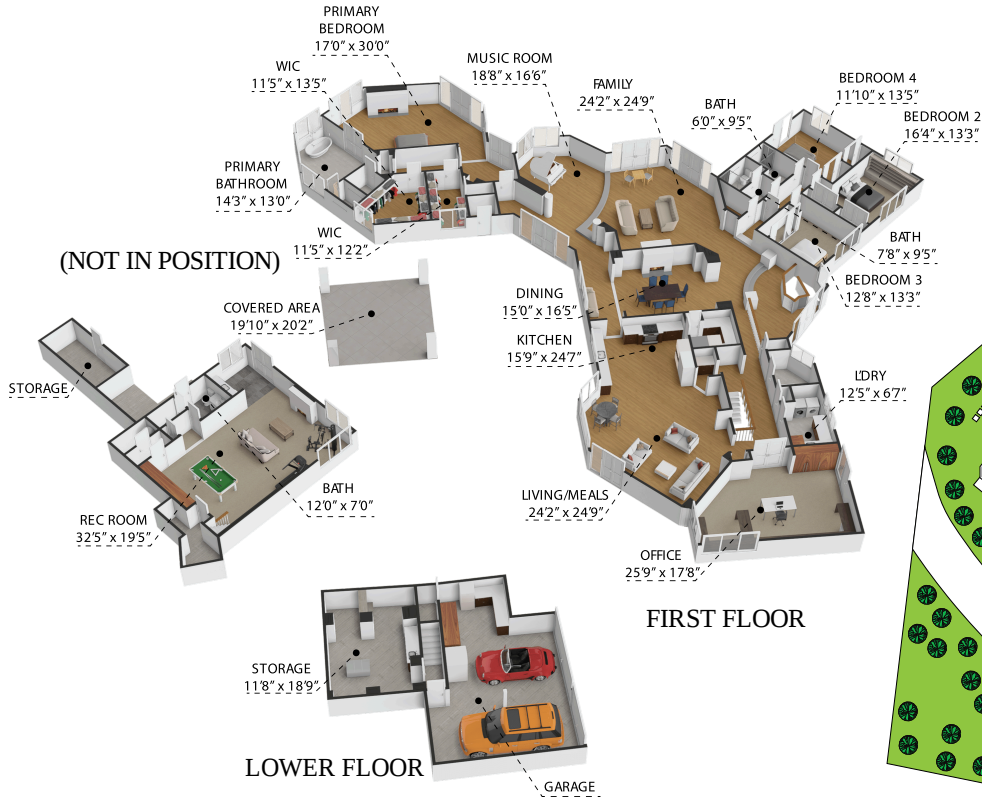 PRIMARY
BEDROOM
17'0" x 30'0"
WIC
11'5" x 13'5"
MUSIC ROOM
18'8" x 16'6"
FAMILY
24'2" x 24'9"
BATH
6'0" x 9'5"
BEDROOM 4
11'10" x 13'5"
BEDROOM 2
16'4" x 13'3"
PRIMARY
BATHROOM
14'3" x 13'0"
WIC
11'5" x 12'2"
BATH
7'8" x 9'5"
BEDROOM 3
12'8" x 13'3"
(NOT IN POSITION)
COVERED AREA
19'10" x 20'2"
DINING
15'0" x 16'5"
KITCHEN
15'9" x 24'7"
STORAGE
L'DRY
12'5" x 6'7"
BATH
12'0" x 7'0"
REC ROOM
32'5" x 19'5"
LIVING/MEALS
24'2" x 24'9"
OFFICE
25'9" x 17'8"
FIRST FLOOR
STORAGE
11'8" x 18'9"
LOWER FLOOR
GARAGE